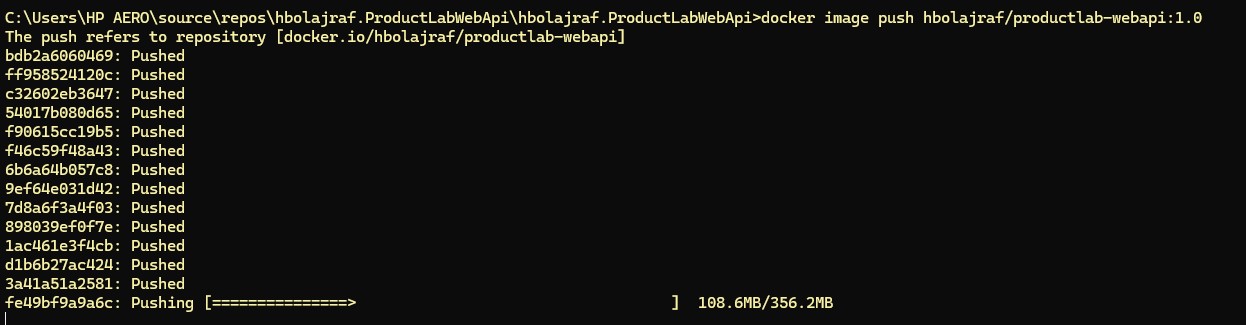 C:\Users\HP AERO\source\repos\hbolajraf.ProductLabWebApi\hbolajraf.ProductLabWebApi>docker image push hbolajraf/productlab-webapi:1.0
The push refers to repository [docker.io/hbolajraf/productlab-webapi]
bdb2a6060469: Pushed
ff958524120c: Pushed
c32602eb3647: Pushed
54017b080d65: Pushed
f90615cc19b5: Pushed
f46c59f48a43: Pushed
6b6a64b057c8: Pushed
9ef64e031d42: Pushed
7d8a6f3a4f03: Pushed
898039ef0f7e: Pushed
1ac461e3f4cb: Pushed
d1b6b27ac424: Pushed
3a41a51a2581: Pushed
fe49bf9a9a6c: Pushing [===============>                                   ]  108.6MB/356.2MB